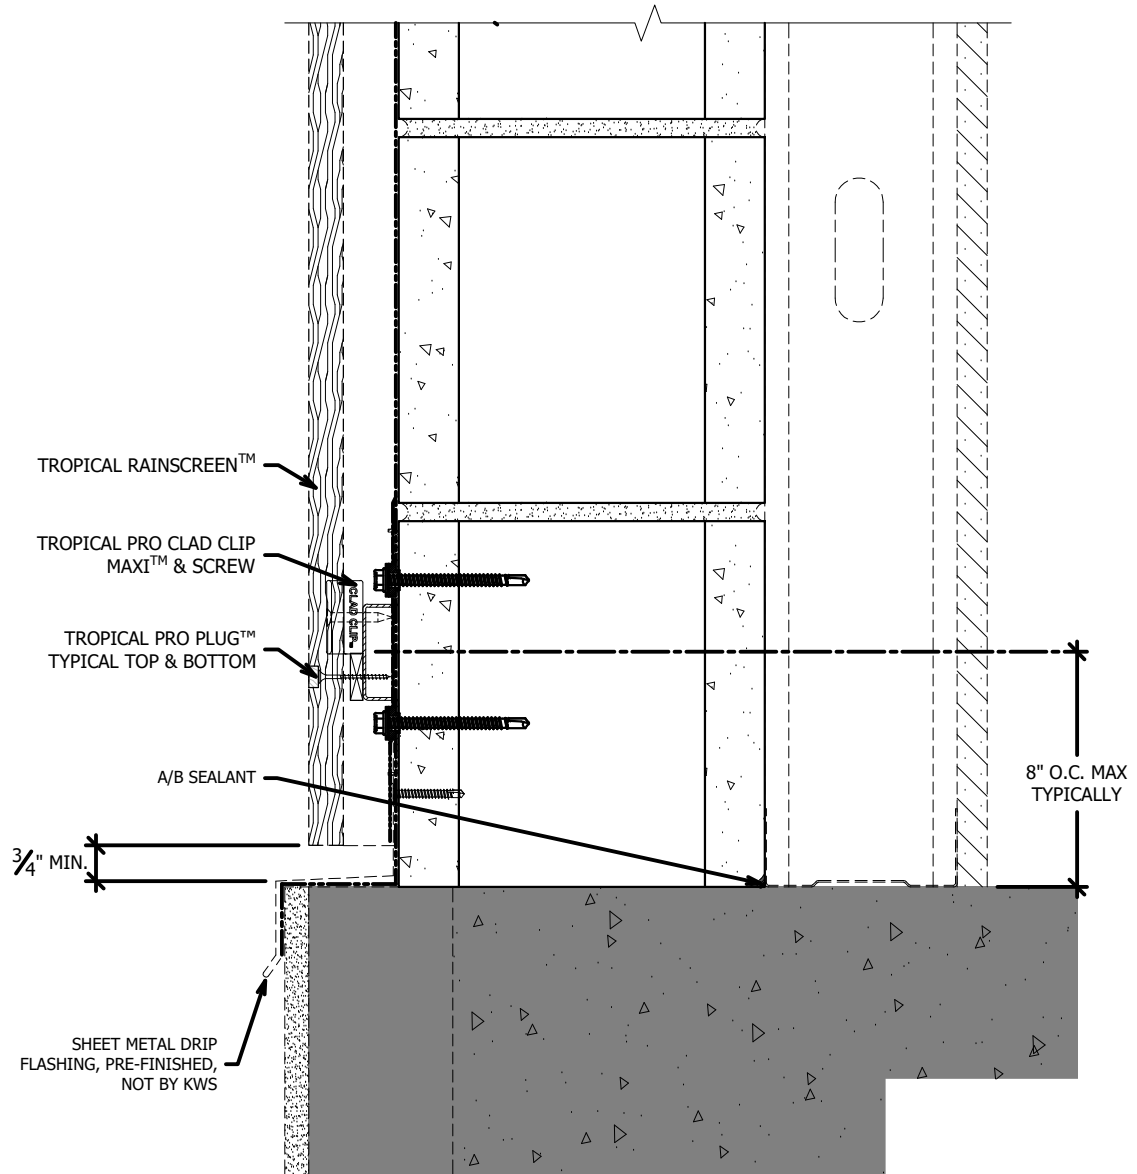 TROPICAL RAINSCREEN™
TROPICAL PRO CLAD CLIP
MAXI™ & SCREW
CLAD CLIP™
TROPICAL PRO PLUG™
TYPICAL TOP & BOTTOM
A/B SEALANT
8" O.C. MAX
TYPICALLY
3/4" MIN.
SHEET METAL DRIP
FLASHING, PRE-FINISHED,
NOT BY KWS